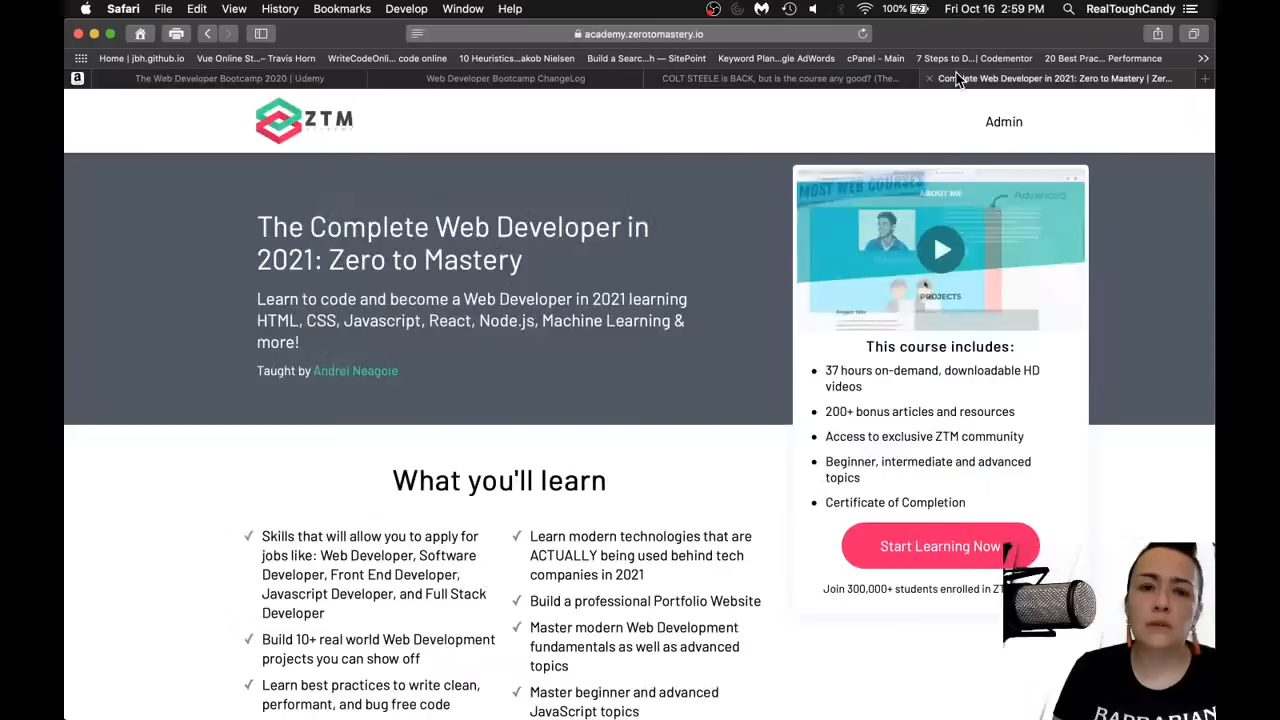 Safari File Edit View History Bookmarks Develop Window Help 100% Fri Oct 16 2:59 PM RealToughCandy
academy.zerotomastery.io
Home | jbh.github.io Vue Online St...– Travis Horn WriteCodeOnli... code online 10 Heuristics...akob Nielsen Build a Searc...h — SitePoint Keyword Plan...gle AdWords cPanel - Main 7 Steps to D...| Codementor 20 Best Prac... Performance
The Web Developer Bootcamp 2020 | Udemy Web Developer Bootcamp ChangeLog COLT STEELE is BACK, but is the course any good? (The... Complete Web Developer in 2021: Zero to Mastery | Zer...
ZTM
Admin
The Complete Web Developer in
2021: Zero to Mastery
Learn to code and become a Web Developer in 2021 learning
HTML, CSS, Javascript, React, Node.js, Machine Learning &
more!
Taught by Andrei Neagoie
MOST WEB COURSES
ABOUT ME
Advanced
PROJECTS
Project Title
This course includes:
37 hours on-demand, downloadable HD
videos
200+ bonus articles and resources
Access to exclusive ZTM community
Beginner, intermediate and advanced
topics
Certificate of Completion
Start Learning Now
Join 300,000+ students enrolled in
What you'll learn
Skills that will allow you to apply for
jobs like: Web Developer, Software
Developer, Front End Developer,
Javascript Developer, and Full Stack
Developer
Build 10+ real world Web Development
projects you can show off
Learn best practices to write clean,
performant, and bug free code
Learn modern technologies that are
ACTUALLY being used behind tech
companies in 2021
Build a professional Portfolio Website
Master modern Web Development
fundamentals as well as advanced
topics
Master beginner and advanced
JavaScript topics
BARBARIAN